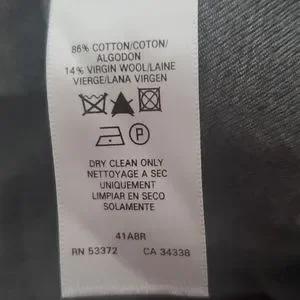 86% COTTON/COTON/
ALGODON
14% VIRGIN WOOL/LAINE
VIERGE/LANA VIRGEN
P
DRY CLEAN ONLY
NETTOYAGE A SEC
UNIQUEMENT
LIMPIAR EN SECO
SOLAMENTE
41A8R
RN 53372 CA 34338